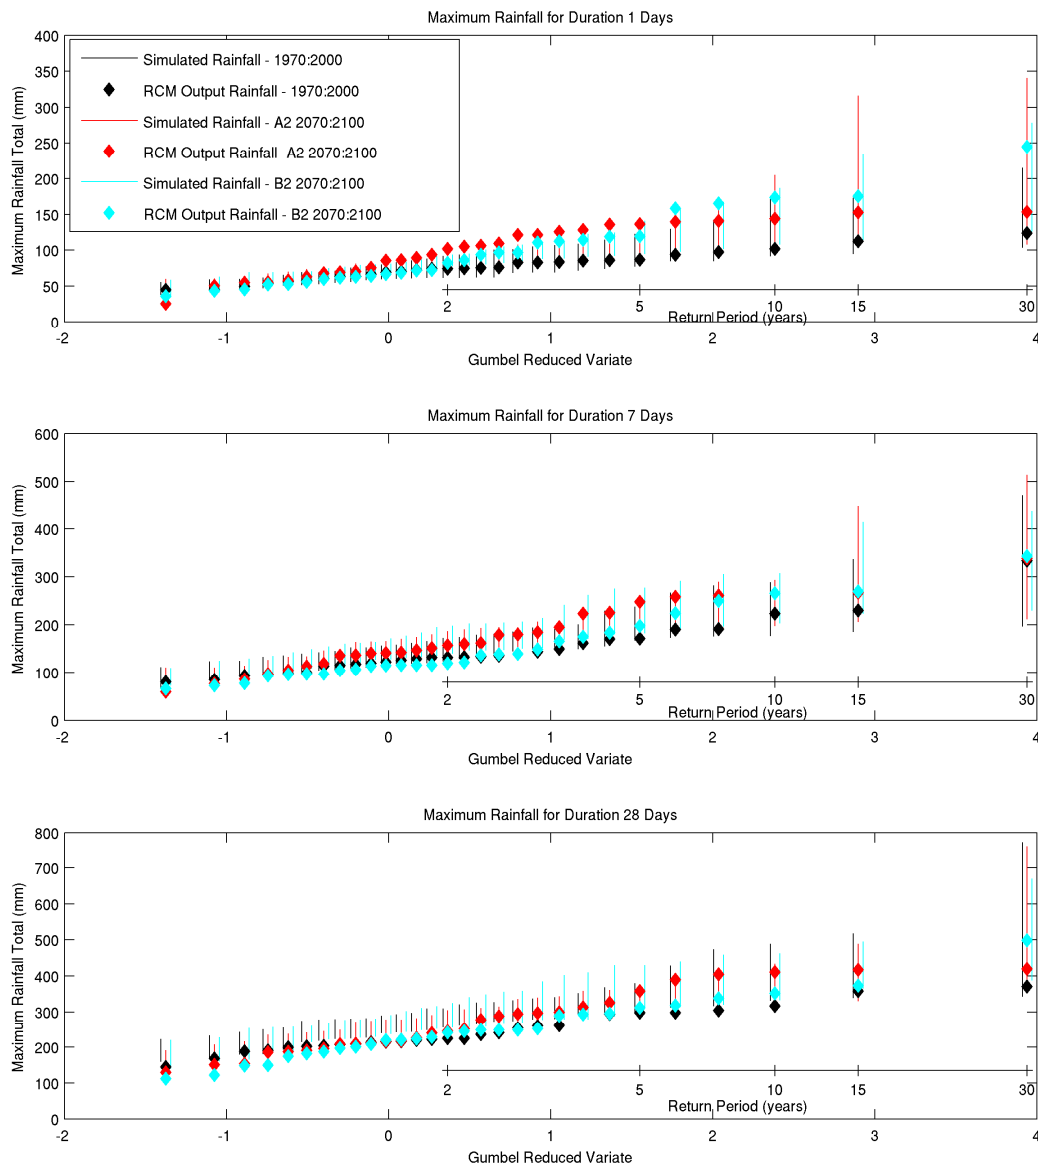 Maximum Rainfall for Duration 1 Days
Maximum Rainfall Total (mm)
400
350
300
250
200
150
100
50
0
Simulated Rainfall - 1970:2000
RCM Output Rainfall - 1970:2000
Simulated Rainfall - A2 2070:2100
RCM Output Rainfall  A2 2070:2100
Simulated Rainfall - B2 2070:2100
RCM Output Rainfall - B2 2070:2100
2 5 10 15 30
Return Period (years)
-2 -1 0 1 2 3 4
Gumbel Reduced Variate
Maximum Rainfall for Duration 7 Days
Maximum Rainfall Total (mm)
600
500
400
300
200
100
0
2 5 10 15 30
Return Period (years)
-2 -1 0 1 2 3 4
Gumbel Reduced Variate
Maximum Rainfall for Duration 28 Days
Maximum Rainfall Total (mm)
800
700
600
500
400
300
200
100
0
2 5 10 15 30
Return Period (years)
-2 -1 0 1 2 3 4
Gumbel Reduced Variate